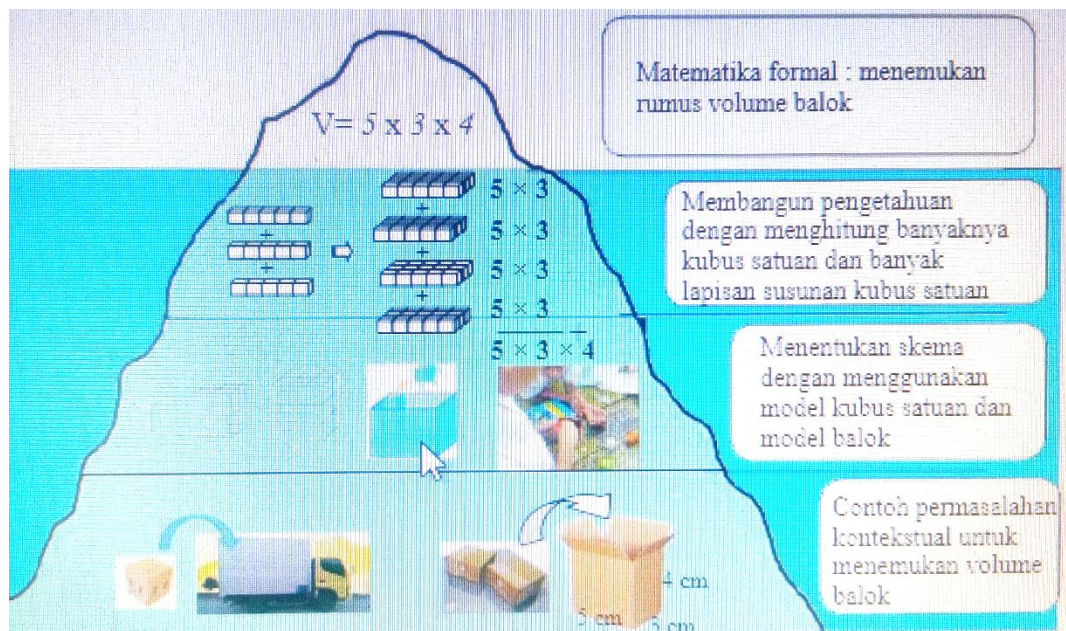 Matematika formal : menemukan
rumus volume balok
V= 5 x 3 x 4
5 × 3
+
+
5 × 3
+
+
5 × 3
+
5 × 3
5 × 3 × 4
Membangun pengetahuan
dengan menghitung banyaknya
kubus satuan dan banyak
lapisan susunan kubus satuan
Menentukan skema
dengan menggunakan
model kubus satuan dan
model balok
Contoh permasalahan
kontekstual untuk
menemukan volume
balok
4 cm
5 cm
5 cm